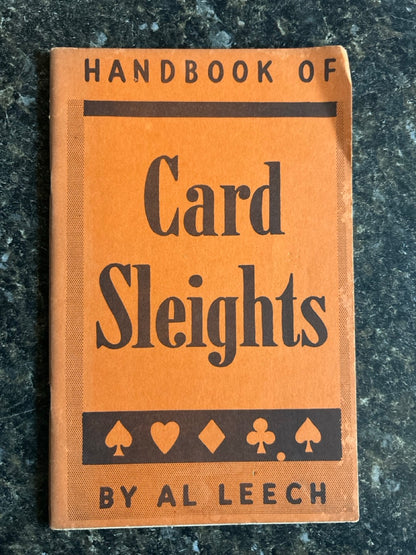 HANDBOOK OF
Card
Sleights
BY AL LEECH